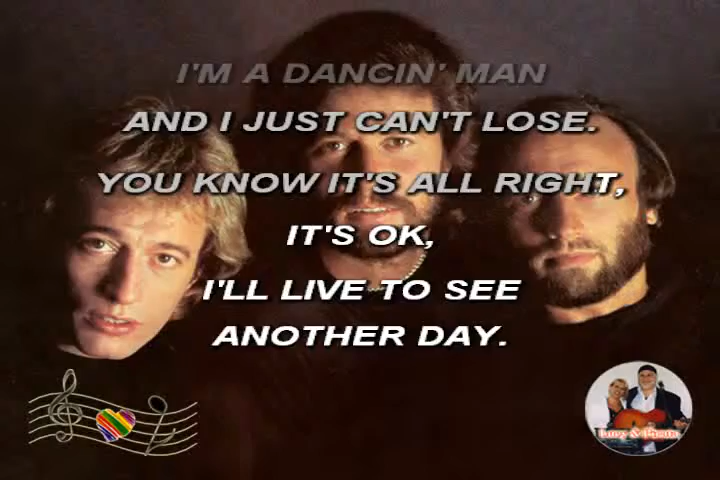 I'M A DANCIN' MAN
AND I JUST CAN'T LOSE.
YOU KNOW IT'S ALL RIGHT,
IT'S OK,
I'LL LIVE TO SEE
ANOTHER DAY.